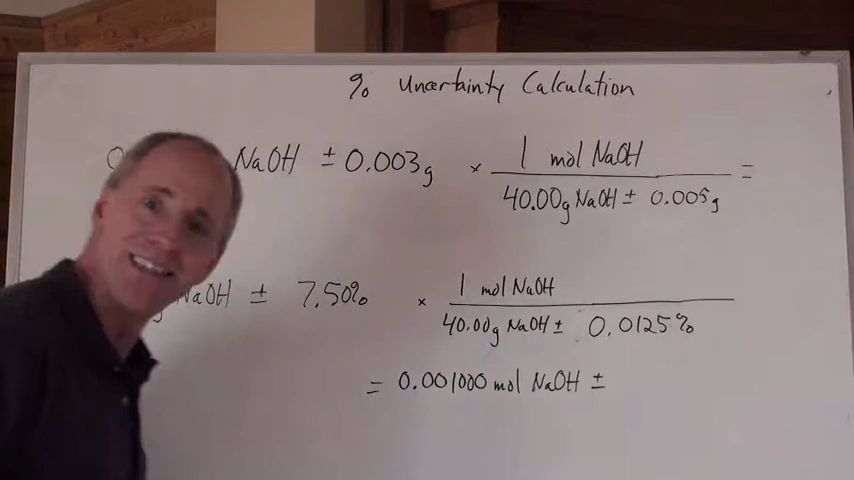 % Uncertainty Calculation
NaOH ± 0.003g × 1 mol NaOH =
40.00g NaOH ± 0.005g
NaOH ± 7.50% × 1 mol NaOH
40.00g NaOH ± 0.0125%
= 0.001000 mol NaOH ±